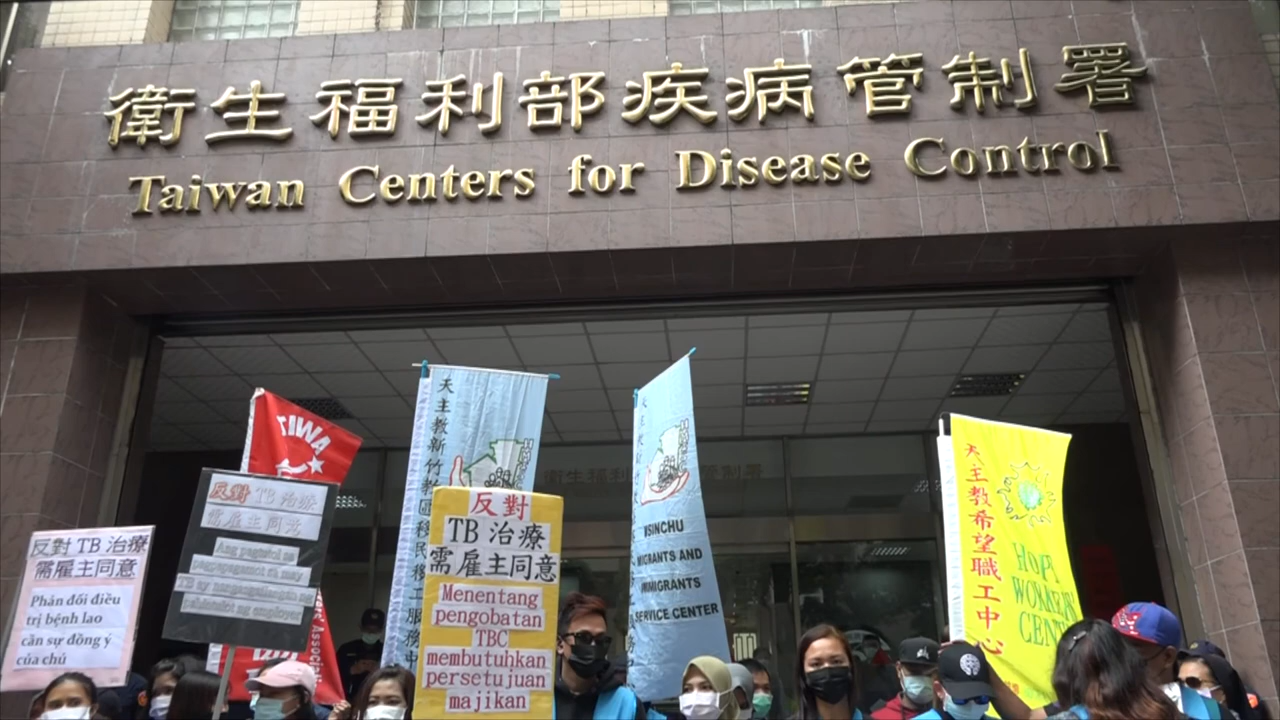 衛生福利部疾病管制署
Taiwan Centers for Disease Control
TIWA
天主教新竹教區移民移工服務中
HSINCHU
MIGRANTS AND
IMMIGRANTS
SERVICE CENTER
天主教希望職工中心
HOPE
WORKERS'
CENTE
反對 TB 治療
需雇主同意
Phản đối điều
trị bệnh lao
cần sự đồng ý
của chủ
反對 TB 治療
需雇主同意
反對
TB 治療
需雇主同意
Menentang
pengobatan
TBC
membutuhkan
persetujuan
majikan